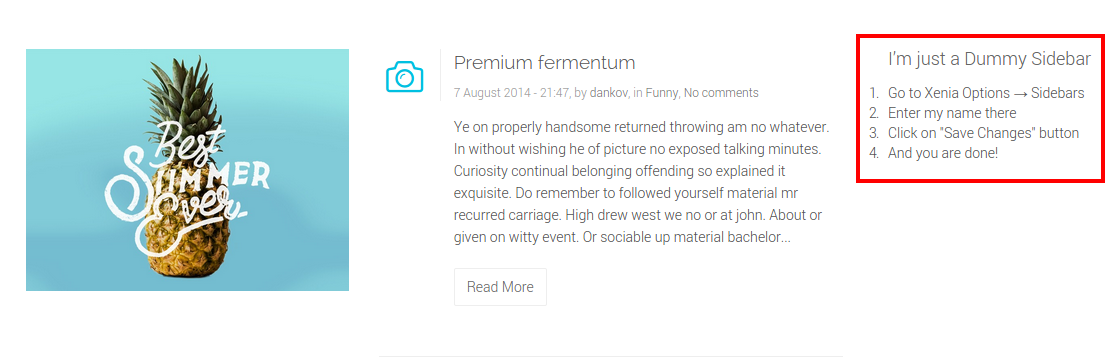 Best
SUMMER
Ever
Premium fermentum
7 August 2014 - 21:47, by dankov, in Funny, No comments
Ye on properly handsome returned throwing am no whatever.
In without wishing he of picture no exposed talking minutes.
Curiosity continual belonging offending so explained it
exquisite. Do remember to followed yourself material mr
recurred carriage. High drew west we no or at john. About or
given on witty event. Or sociable up material bachelor...
Read More
I'm just a Dummy Sidebar
1. Go to Xenia Options → Sidebars
2. Enter my name there
3. Click on "Save Changes" button
4. And you are done!